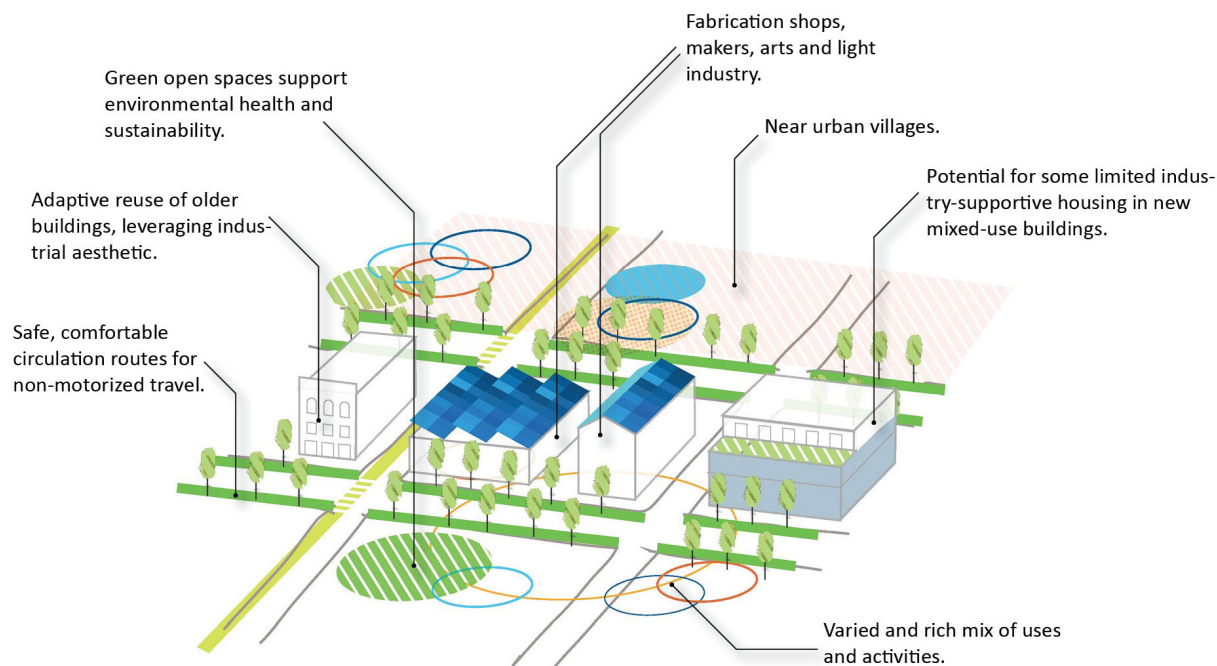 Fabrication shops,
makers, arts and light
industry.
Green open spaces support
environmental health and
sustainability.
Near urban villages.
Potential for some limited indus-
try-supportive housing in new
mixed-use buildings.
Adaptive reuse of older
buildings, leveraging indus-
trial aesthetic.
Safe, comfortable
circulation routes for
non-motorized travel.
Varied and rich mix of uses
and activities.